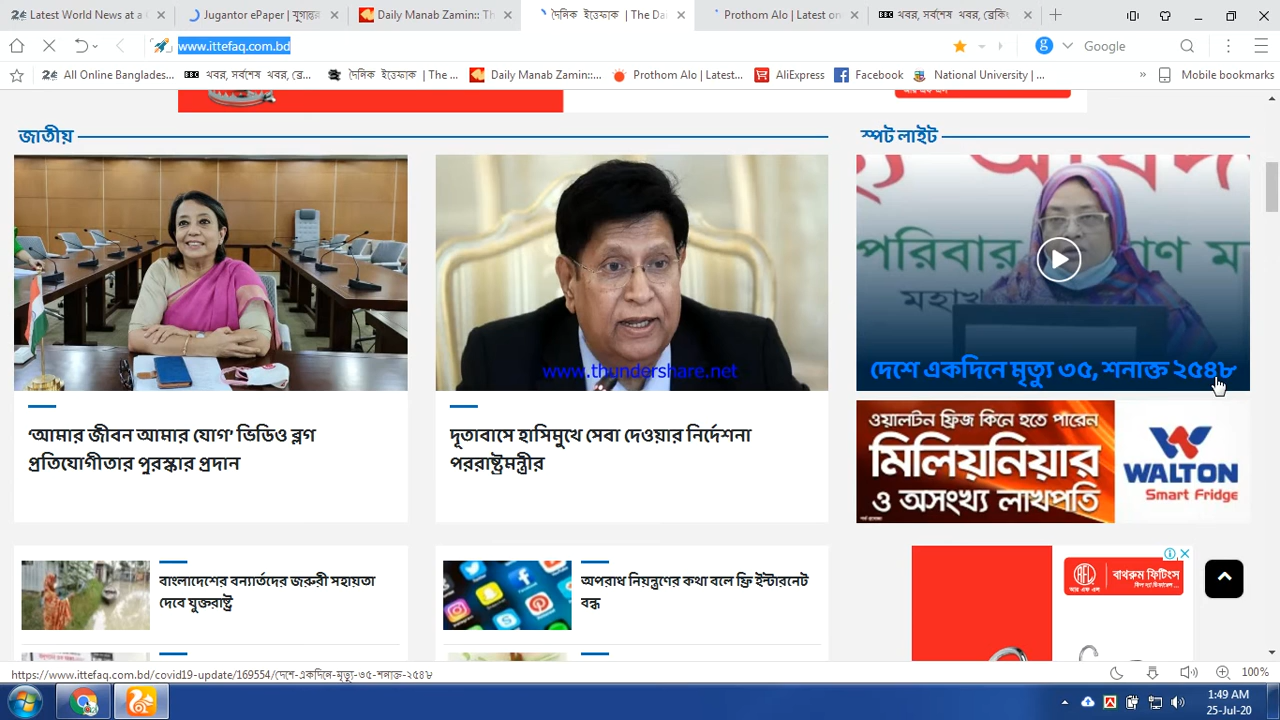 Latest World News at a C
Jugantor ePaper | যুগান্তর
Daily Manab Zamin:: Th
দৈনিক ইত্তেফাক | The Da
Prothom Alo | Latest on
খবর, সর্বশেষ খবর, ব্রেকিং
www.ittefaq.com.bd
Google
All Online Banglades...
খবর, সর্বশেষ খবর, ব্রে...
দৈনিক ইত্তেফাক | The ...
Daily Manab Zamin::...
Prothom Alo | Latest...
AliExpress
Facebook
National University | ...
Mobile bookmarks
জাতীয়
স্পট লাইট
www.thundershare.net
দেশে একদিনে মৃত্যু ৩৫, শনাক্ত ২৫৪৮
‘আমার জীবন আমার যোগ’ ভিডিও ব্লগ
প্রতিযোগীতার পুরস্কার প্রদান
দূতাবাসে হাসিমুখে সেবা দেওয়ার নির্দেশনা
পররাষ্ট্রমন্ত্রীর
ওয়ালটন ফ্রিজ কিনে হতে পারেন
মিলিয়নিয়ার
ও অসংখ্য লাখপতি
WALTON
Smart Fridge
বাংলাদেশের বন্যার্তদের জরুরী সহায়তা
দেবে যুক্তরাষ্ট্র
অপরাধ নিয়ন্ত্রণের কথা বলে ফ্রি ইন্টারনেট
বন্ধ
RFL
আর এফ এল
বাথরুম ফিটিংস
https://www.ittefaq.com.bd/covid19-update/169554/দেশে-একদিনে-মৃত্যু-৩৫-শনাক্ত-২৫৪৮
100%
1:49 AM
25-Jul-20